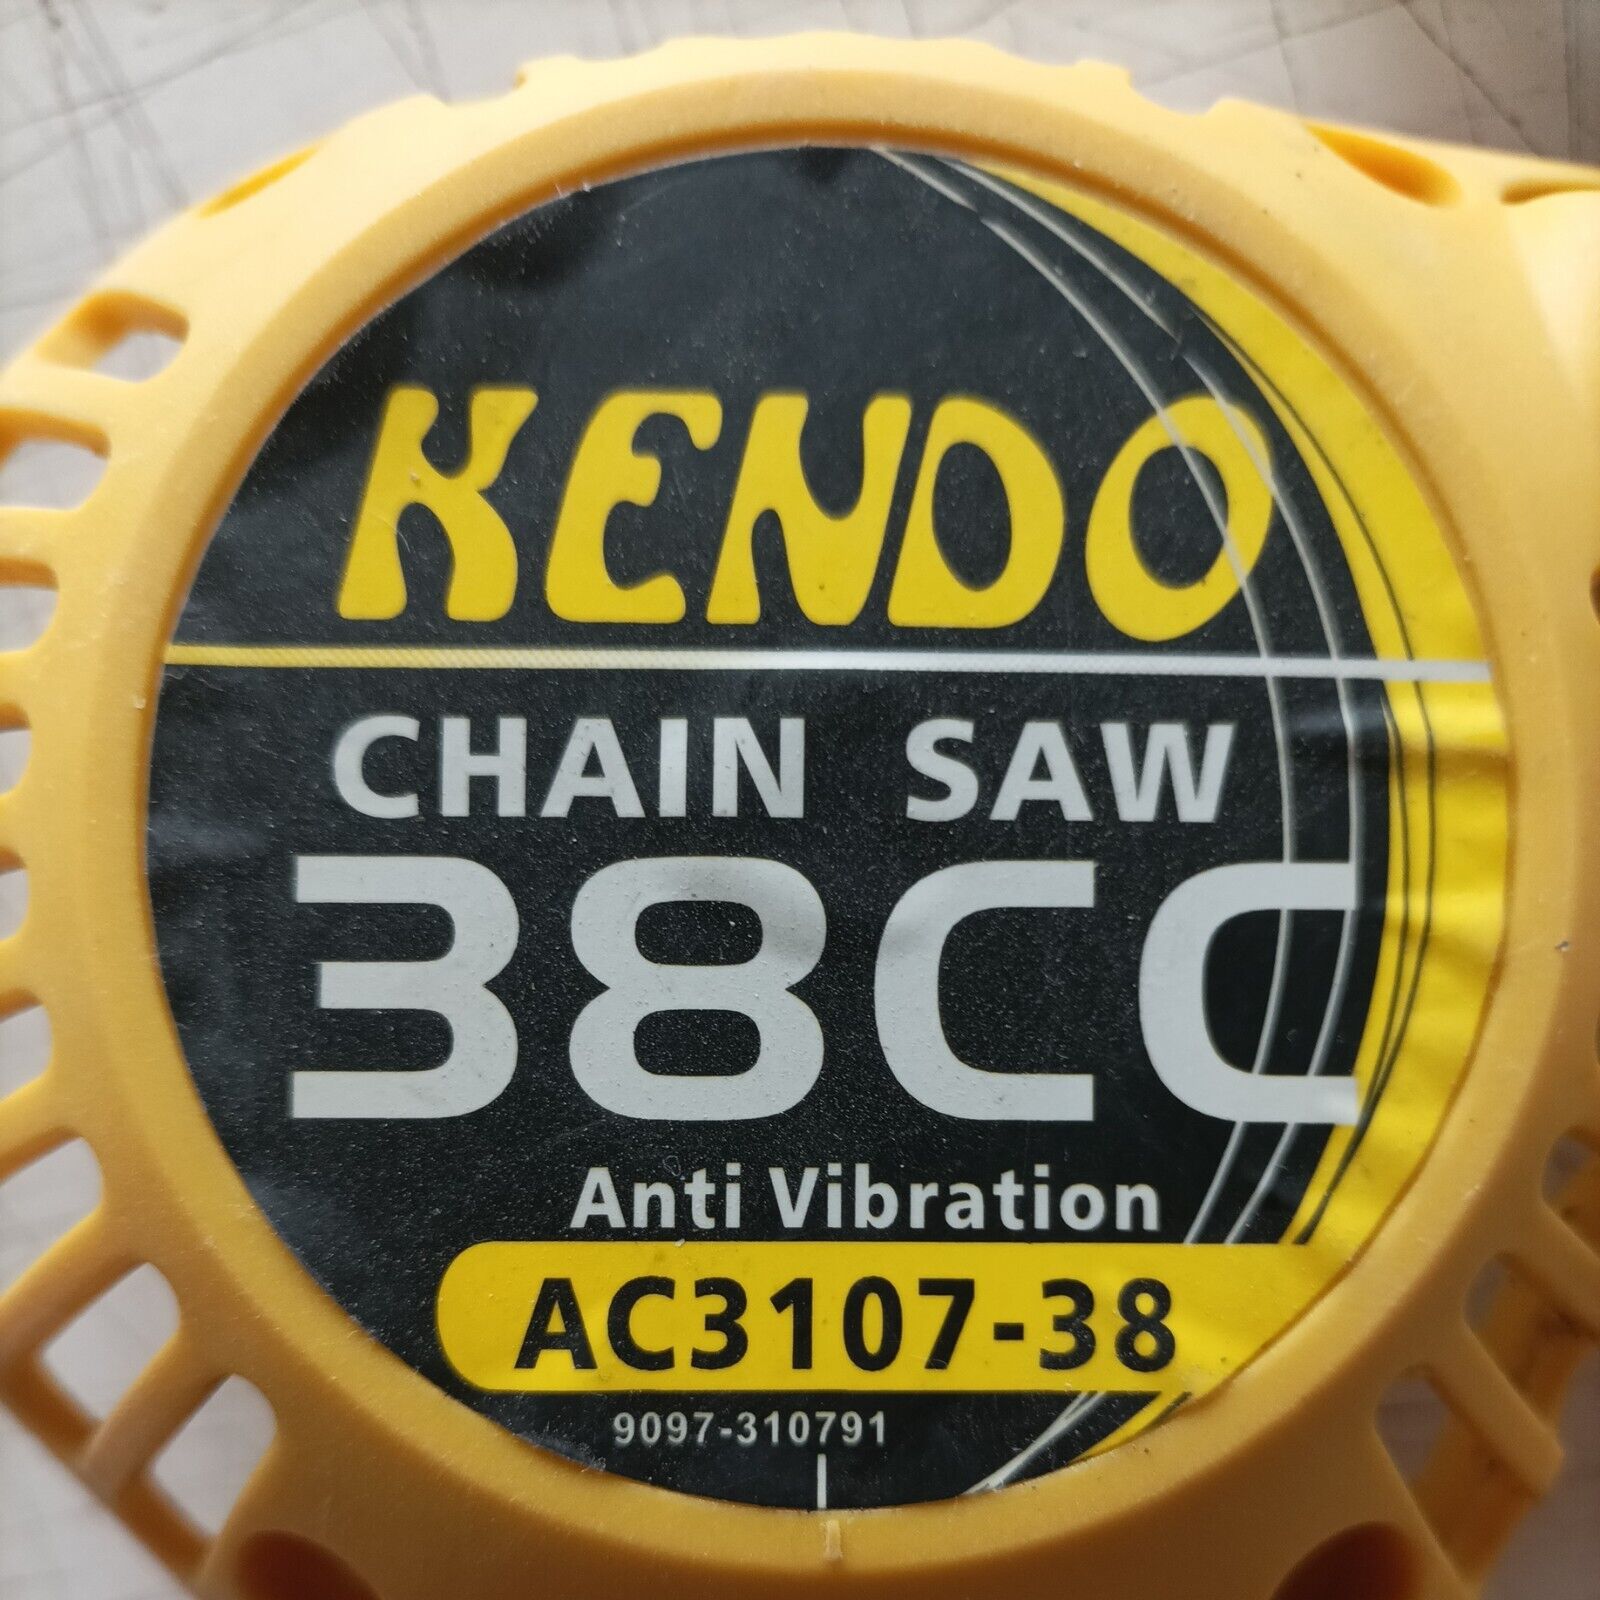 KENDO
CHAIN SAW
38CC
Anti Vibration
AC3107-38
9097-310791